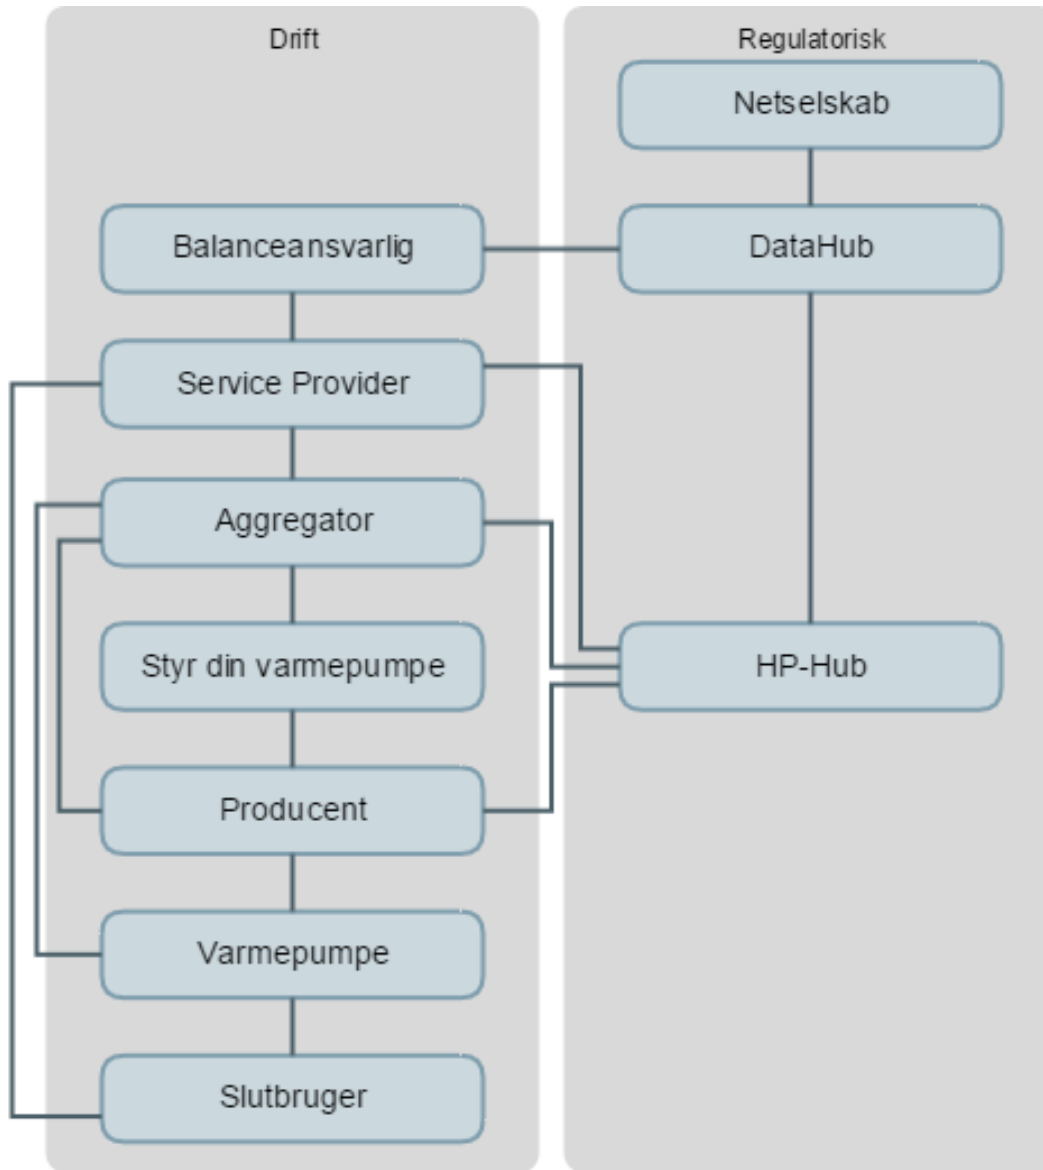 Drift
Regulatorisk
Netselskab
Balanceansvarlig
DataHub
Service Provider
Aggregator
Styr din varmepumpe
HP-Hub
Producent
Varmepumpe
Slutbruger